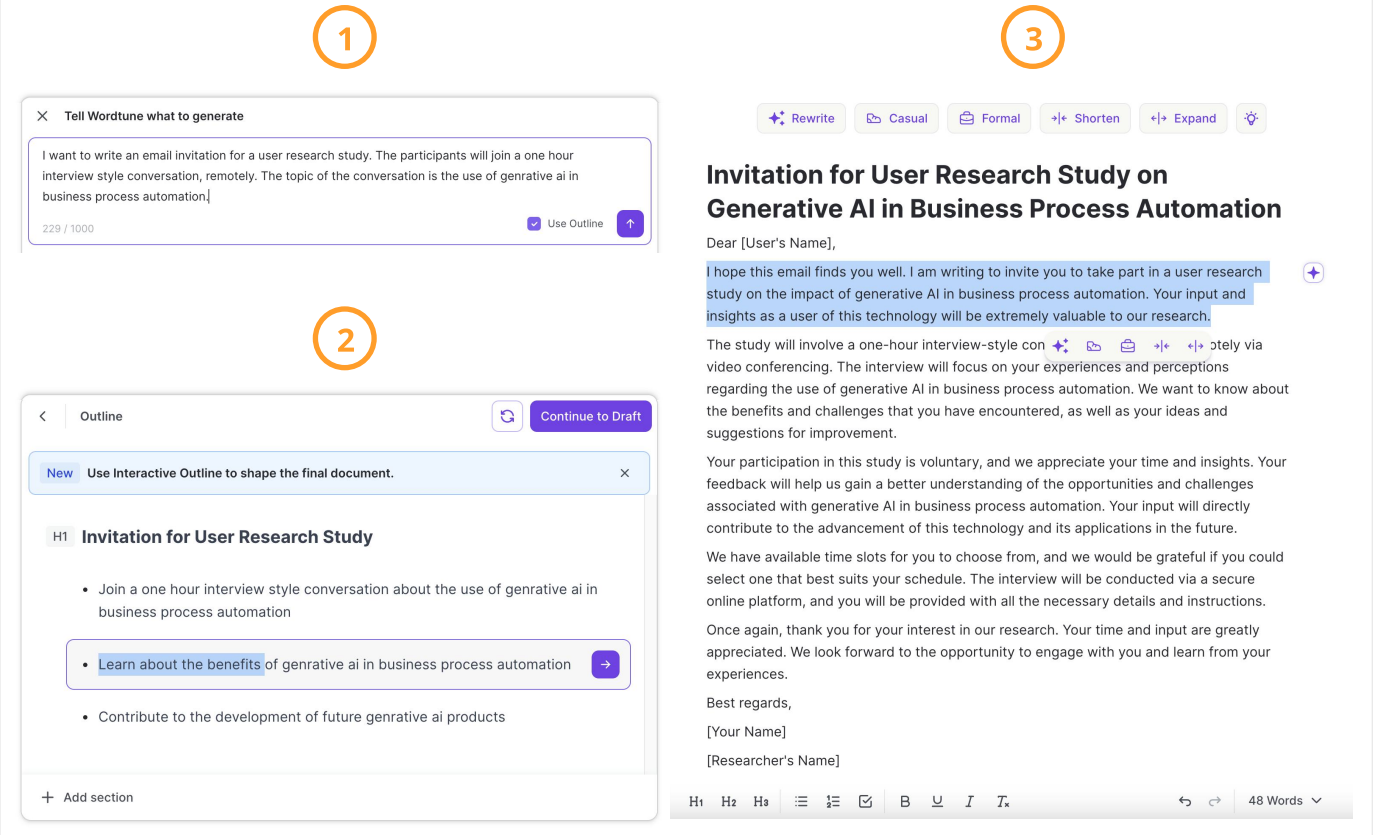 1
Tell Wordtune what to generate
I want to write an email invitation for a user research study. The participants will join a one hour
interview style conversation, remotely. The topic of the conversation is the use of genrative ai in
business process automation.
229 / 1000
Use Outline
2
Outline
Continue to Draft
New Use Interactive Outline to shape the final document.
H1 Invitation for User Research Study
• Join a one hour interview style conversation about the use of genrative ai in
business process automation
• Learn about the benefits of genrative ai in business process automation
• Contribute to the development of future genrative ai products
+ Add section
3
Rewrite Casual Formal Shorten Expand
Invitation for User Research Study on
Generative AI in Business Process Automation
Dear [User's Name],
I hope this email finds you well. I am writing to invite you to take part in a user research
study on the impact of generative AI in business process automation. Your input and
insights as a user of this technology will be extremely valuable to our research.
The study will involve a one-hour interview-style con otely via
video conferencing. The interview will focus on your experiences and perceptions
regarding the use of generative AI in business process automation. We want to know about
the benefits and challenges that you have encountered, as well as your ideas and
suggestions for improvement.
Your participation in this study is voluntary, and we appreciate your time and insights. Your
feedback will help us gain a better understanding of the opportunities and challenges
associated with generative AI in business process automation. Your input will directly
contribute to the advancement of this technology and its applications in the future.
We have available time slots for you to choose from, and we would be grateful if you could
select one that best suits your schedule. The interview will be conducted via a secure
online platform, and you will be provided with all the necessary details and instructions.
Once again, thank you for your interest in our research. Your time and input are greatly
appreciated. We look forward to the opportunity to engage with you and learn from your
experiences.
Best regards,
[Your Name]
[Researcher's Name]
H1 H2 H3 B U I Tx 48 Words